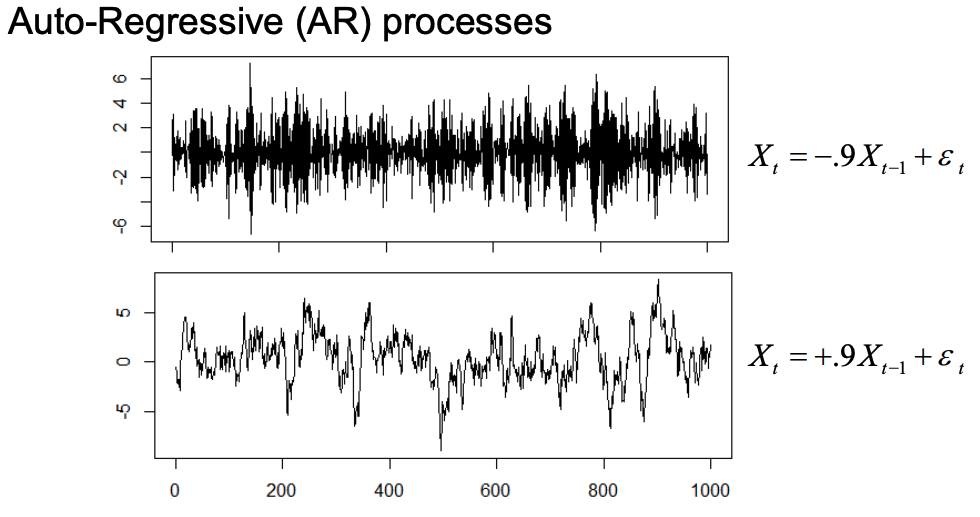 Auto-Regressive (AR) processes
6
4
2
-2
-6
X_t = -.9X_{t-1} + ε_t
5
0
-5
X_t = +.9X_{t-1} + ε_t
0 200 400 600 800 1000